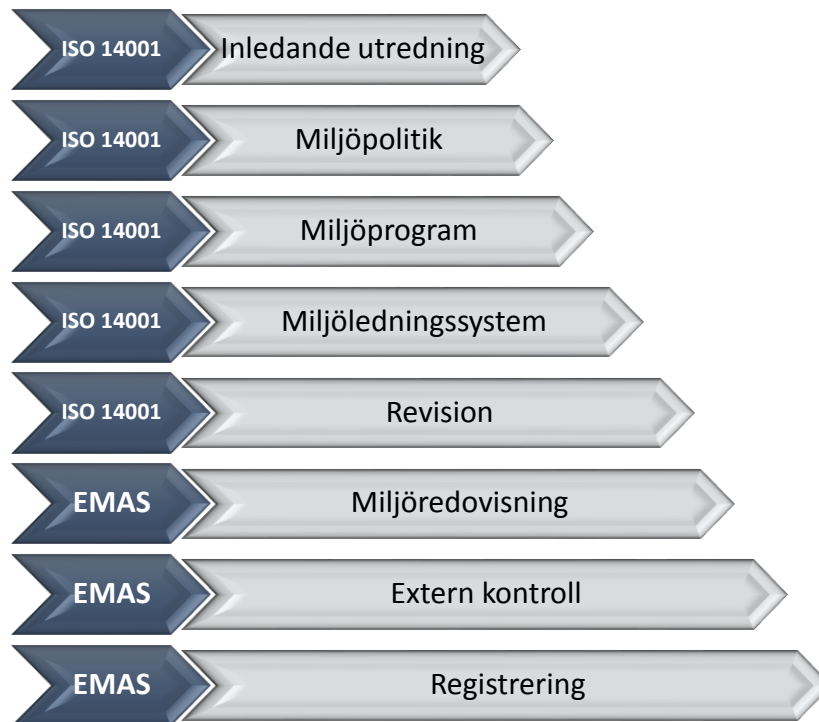 ISO 14001 Inledande utredning
ISO 14001 Miljöpolitik
ISO 14001 Miljöprogram
ISO 14001 Miljöledningssystem
ISO 14001 Revision
EMAS Miljöredovisning
EMAS Extern kontroll
EMAS Registrering